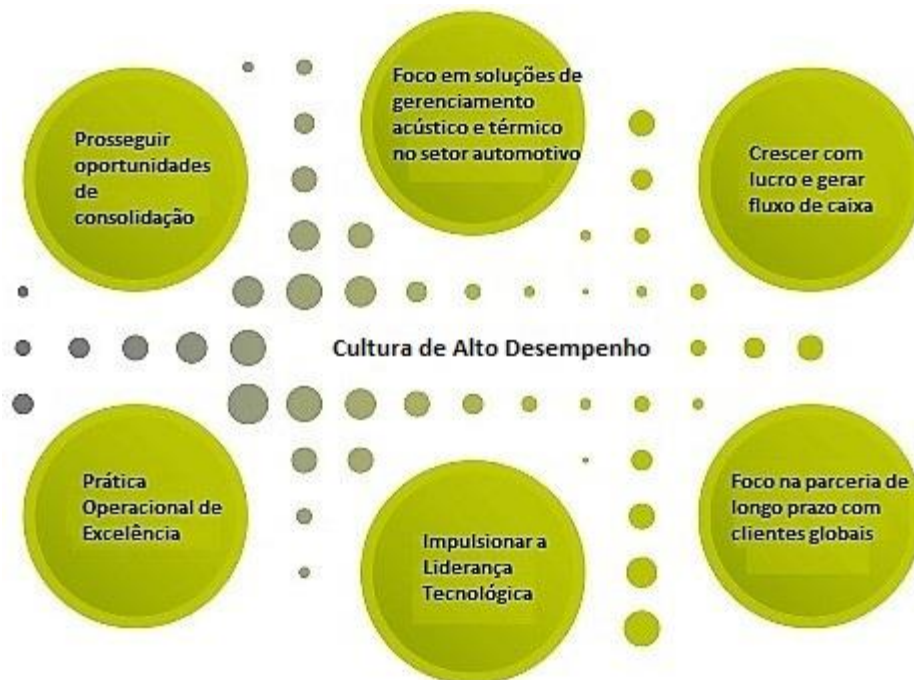 Prosseguir
oportunidades
de
consolidação
Foco em soluções de
gerenciamento
acústico e térmico
no setor automotivo
Crescer com
lucro e gerar
fluxo de caixa
Cultura de Alto Desempenho
Prática
Operacional de
Excelência
Impulsionar a
Liderança
Tecnológica
Foco na parceria de
longo prazo com
clientes globais